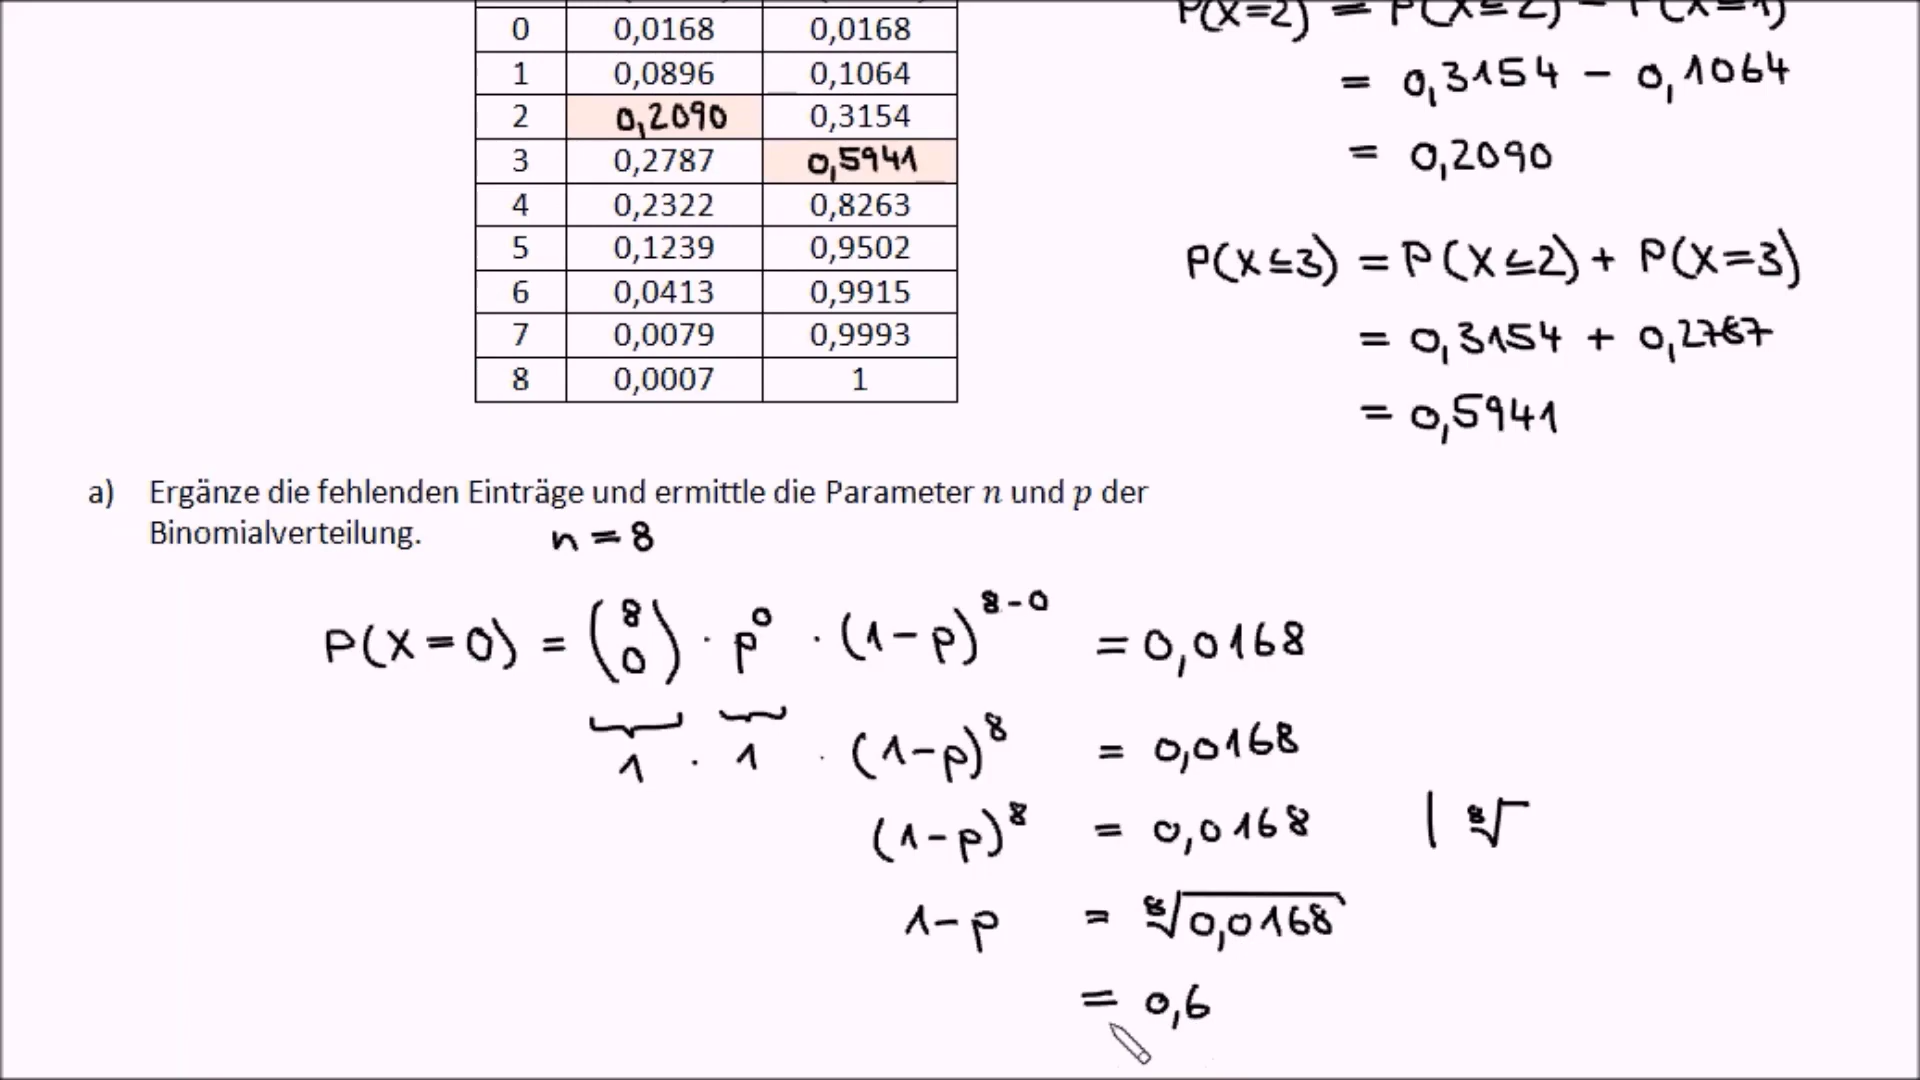 0 0,0168 0,0168
1 0,0896 0,1064
2 0,2090 0,3154
3 0,2787 0,5941
4 0,2322 0,8263
5 0,1239 0,9502
6 0,0413 0,9915
7 0,0079 0,9993
8 0,0007 1
P(X=2) = P(X≤2) - P(X≤1)
= 0,3154 - 0,1064
= 0,2090
P(X≤3) = P(X≤2) + P(X=3)
= 0,3154 + 0,2787
= 0,5941
a) Ergänze die fehlenden Einträge und ermittle die Parameter n und p der
Binomialverteilung. n = 8
P(X=0) = (8 0) · p^0 · (1-p)^{8-0} = 0,0168
1 · 1 · (1-p)^8 = 0,0168
(1-p)^8 = 0,0168 | ⁸√
1-p = ⁸√0,0168
= 0,6